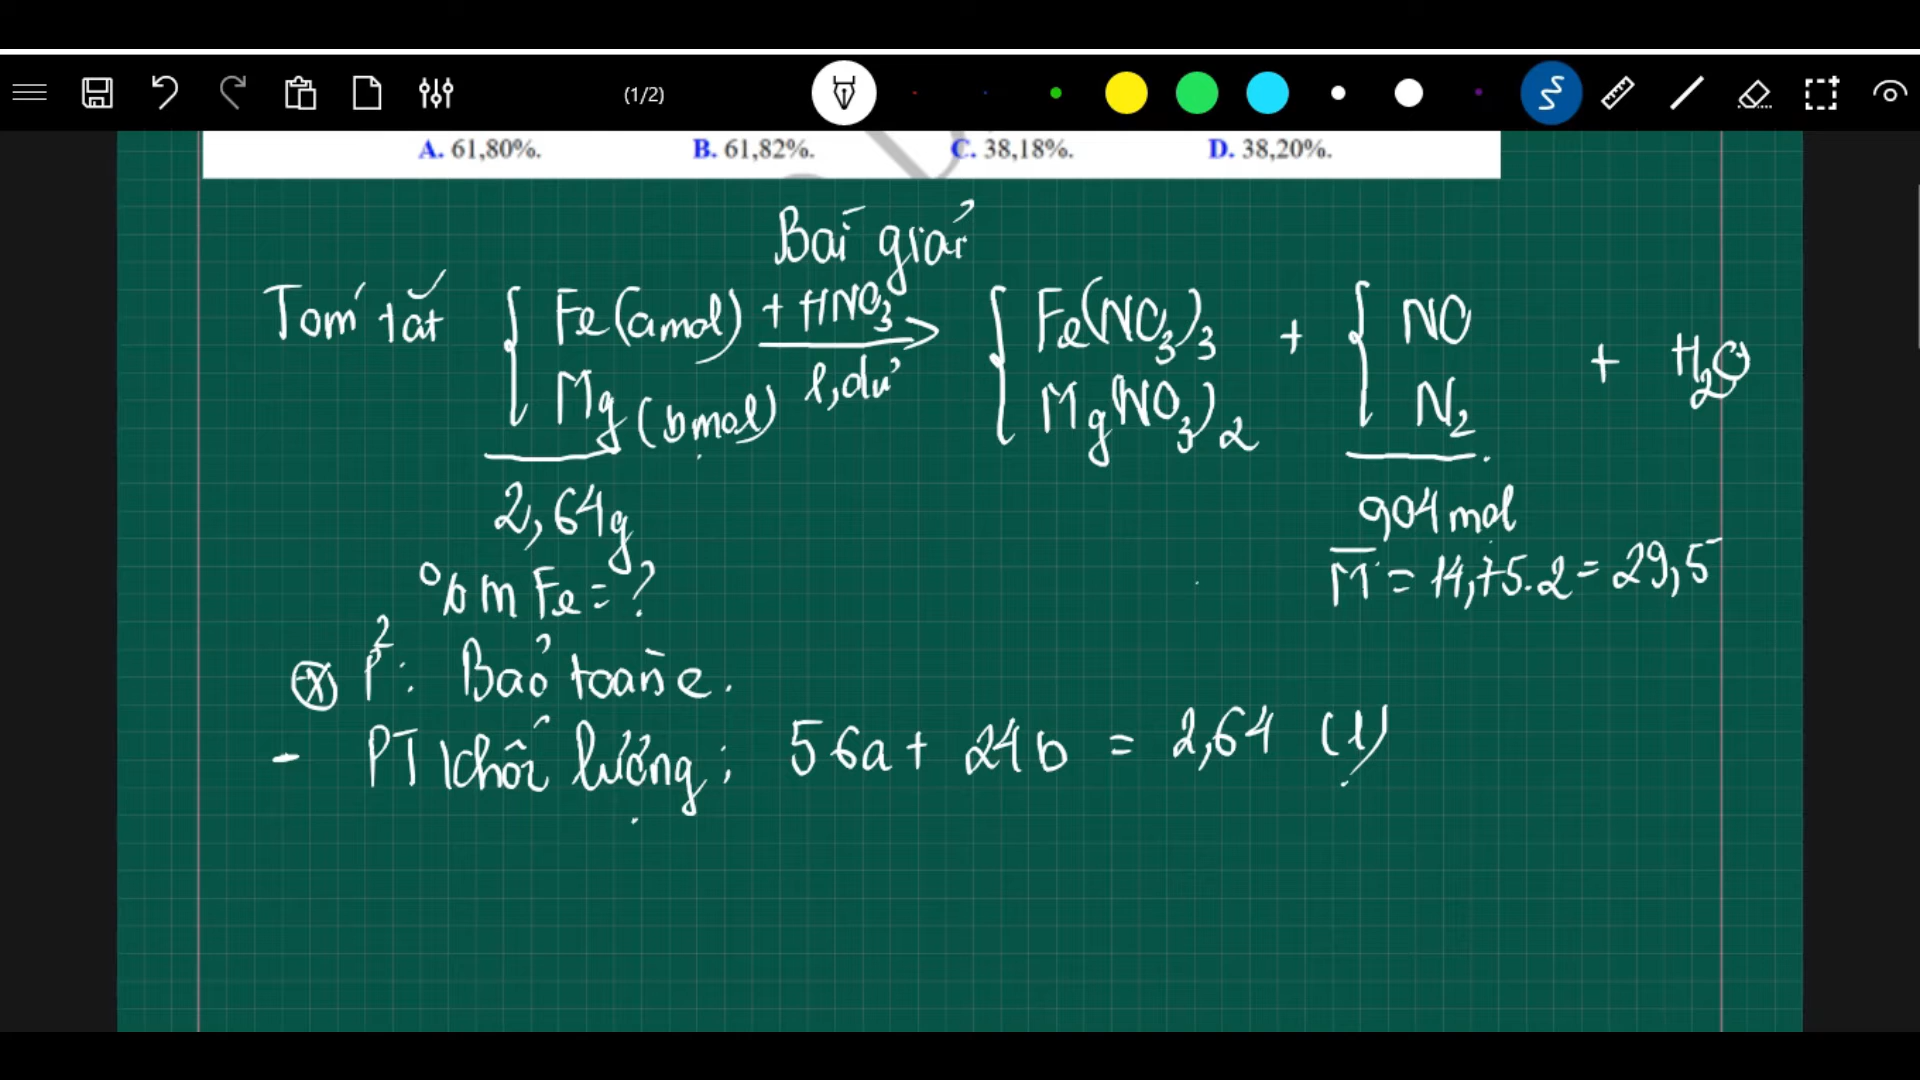 (1/2)
A. 61,80%. B. 61,82%. C. 38,18%. D. 38,20%.
Bài giải
Tóm tắt { Fe (a mol) + HNO3 → { Fe(NO3)3 + { NO + H2O
Mg (b mol) l, dư Mg(NO3)2 N2
2,64g 0,04 mol
%m Fe = ? M = 14,75.2 = 29,5
⊗ P²: Bảo toàn e.
- PT khối lượng: 56a + 24b = 2,64 (1)